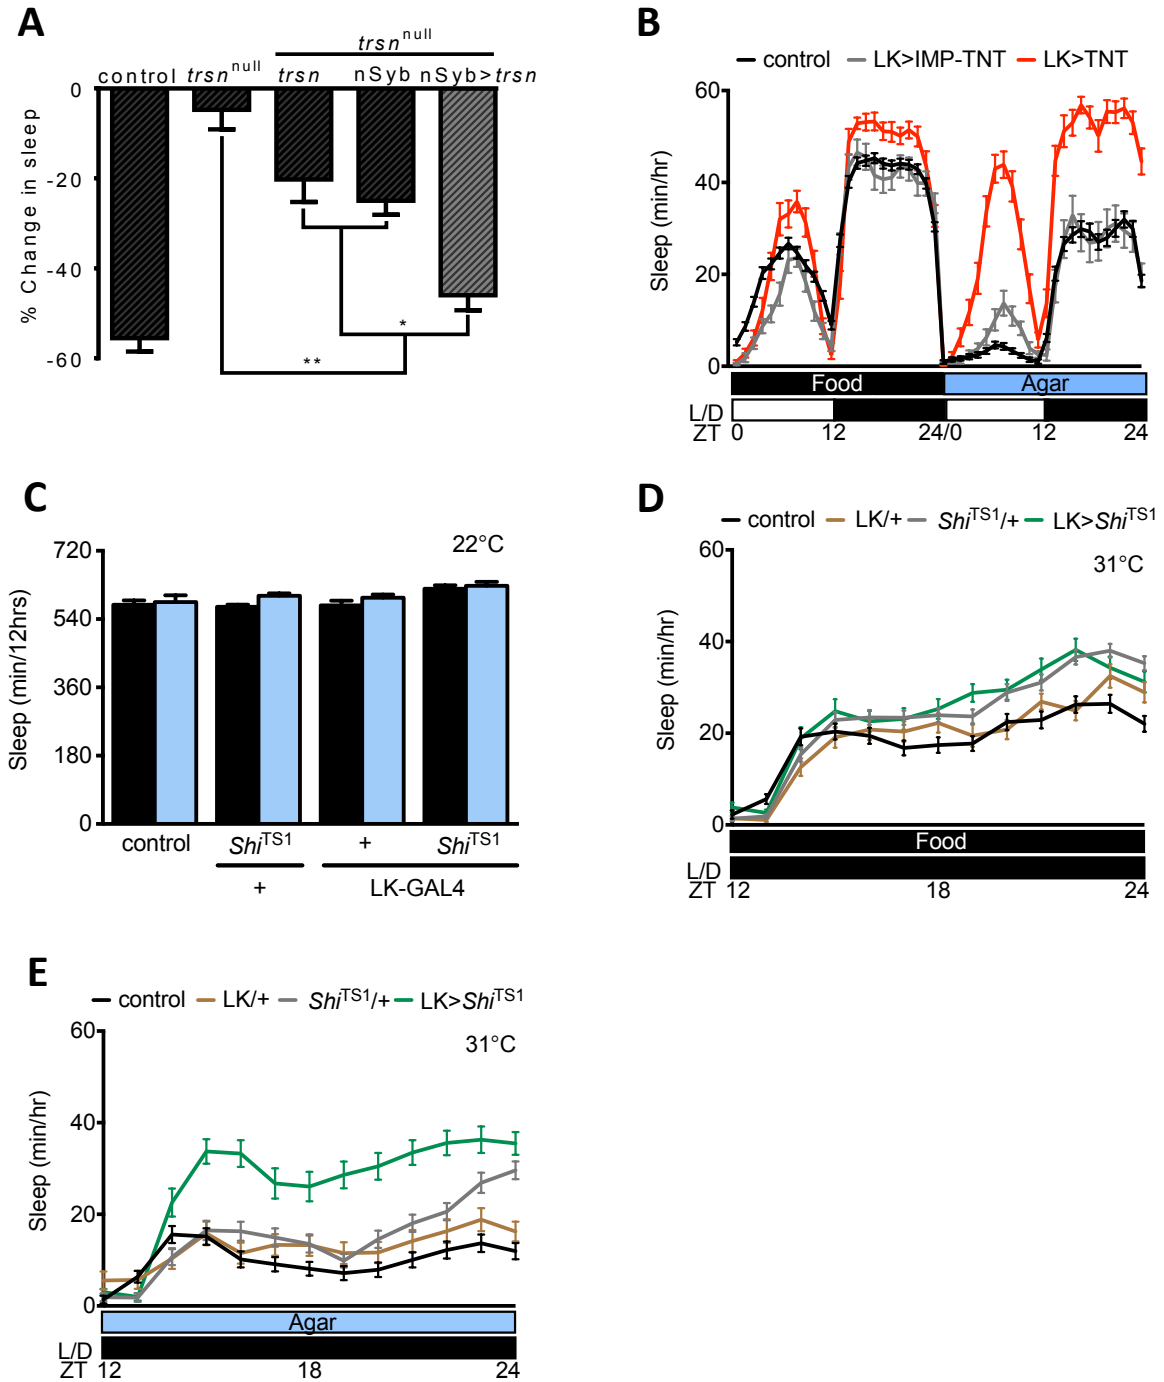 A
trsn null
control trsn null trsn nSyb nSyb>trsn
0
-20
-40
-60
% Change in sleep
*
**
B
control LK>IMP-TNT LK>TNT
60
40
20
0
Sleep (min/hr)
Food Agar
L/D
ZT 0 12 24/0 12 24
C
22°C
720
540
360
180
0
Sleep (min/12hrs)
control ShiTS1 + ShiTS1
+ LK-GAL4
D
control LK/+ ShiTS1/+ LK>ShiTS1
31°C
60
40
20
0
Sleep (min/hr)
Food
L/D
ZT 12 18 24
E
control LK/+ ShiTS1/+ LK>ShiTS1
31°C
60
40
20
0
Sleep (min/hr)
Agar
L/D
ZT 12 18 24